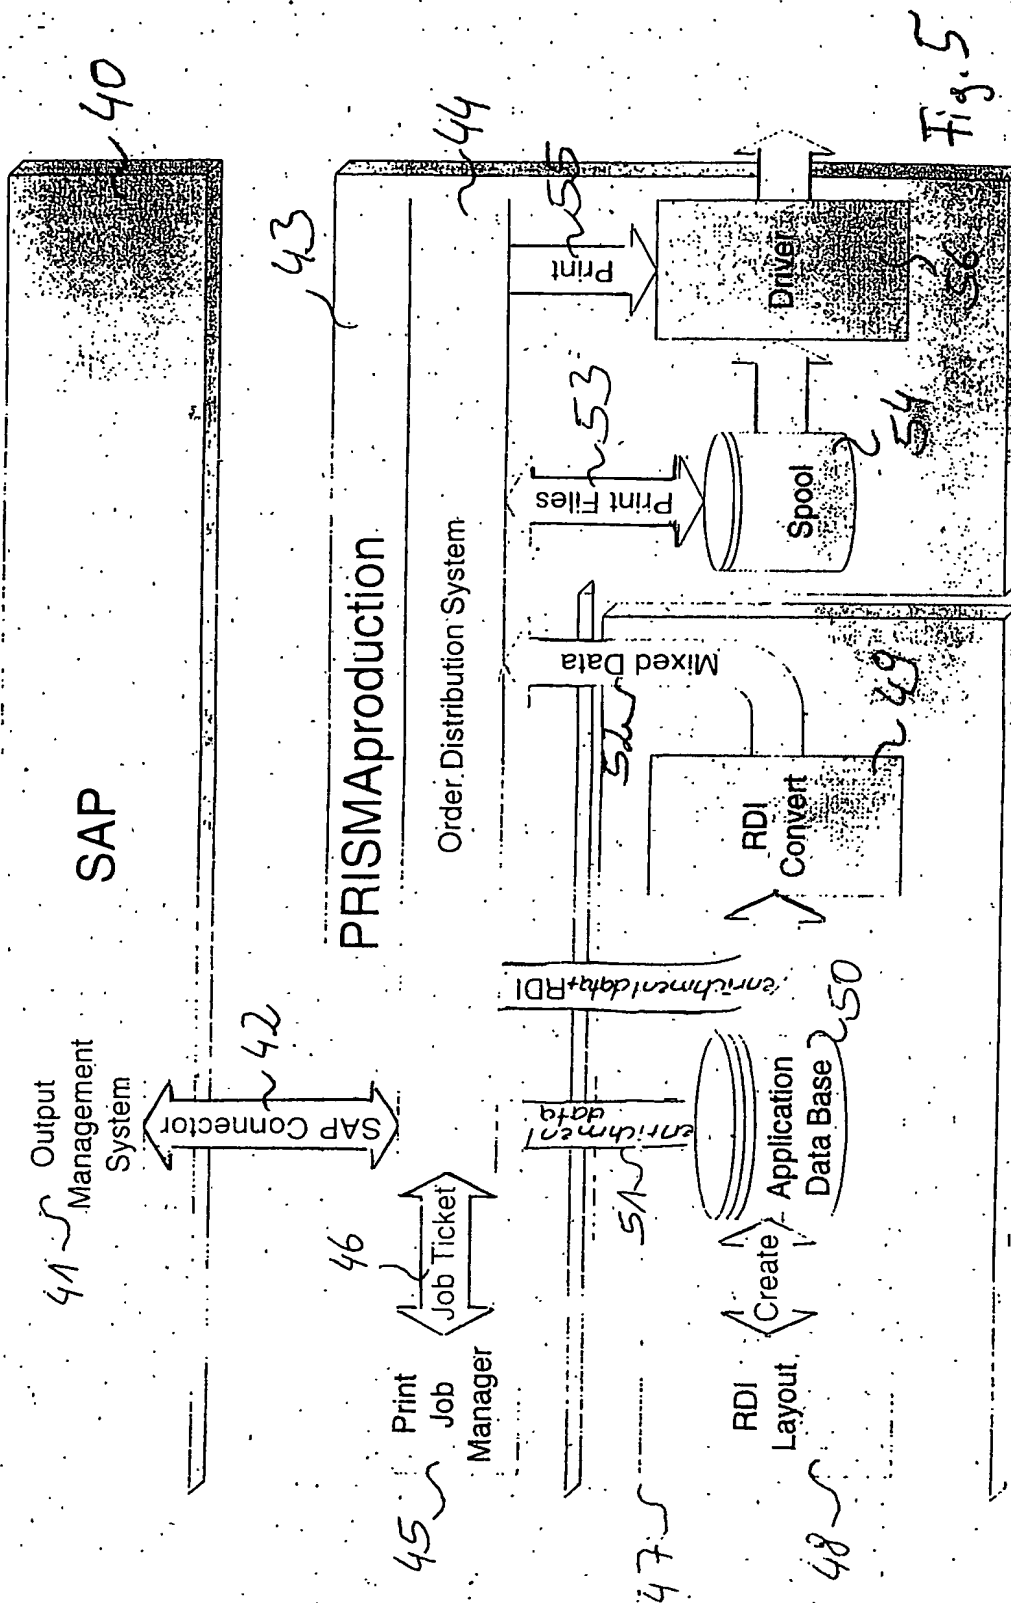 SAP
40
41
Output
Management
System
SAP Connector
42
43
PRISMAproduction
44
Order Distribution System
45
Print
Job
Manager
46
Job Ticket
47
48
RDI
Layout
Create
Application
Data Base
50
51
enrichment
data
enrichmentdata+RDI
RDI
Convert
49
Mixed Data
52
Print Files
53
Spool
54
Print
55
Driver
56
Fig. 5